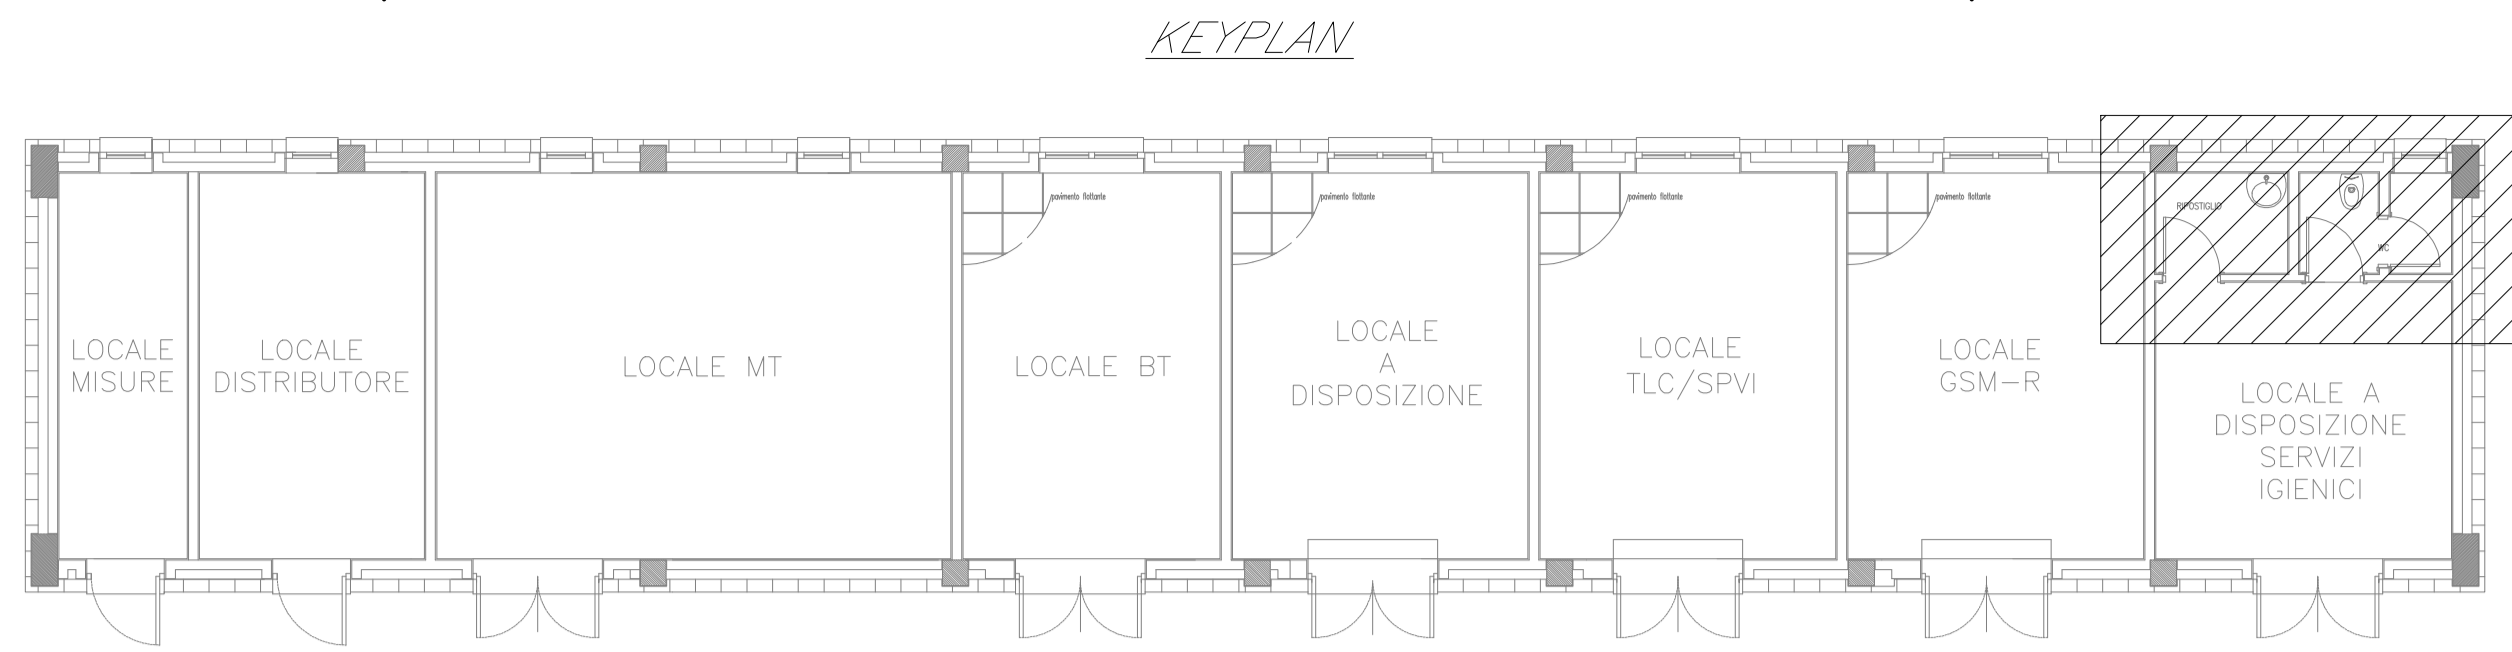 KEYPLAN
pavimento flottante
pavimento flottante
pavimento flottante
pavimento flottante
RIPOSTIGLIO
WC
LOCALE
MISURE
LOCALE
DISTRIBUTORE
LOCALE MT
LOCALE BT
LOCALE
A
DISPOSIZIONE
LOCALE
TLC/SPVI
LOCALE
GSM-R
LOCALE A
DISPOSIZIONE
SERVIZI
IGIENICI